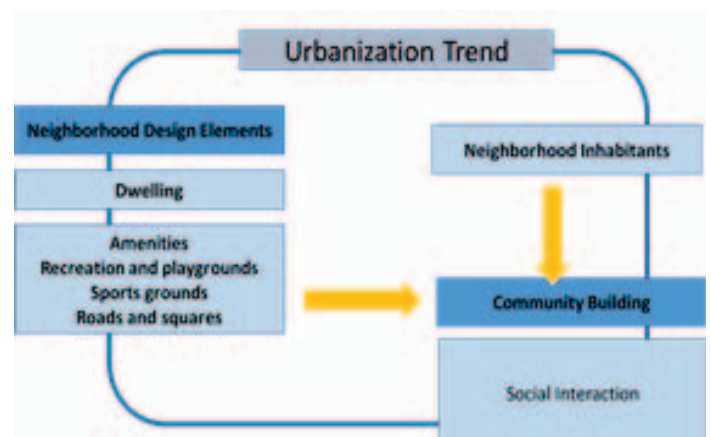 Urbanization Trend
Neighborhood Design Elements
Dwelling
Amenities
Recreation and playgrounds
Sports grounds
Roads and squares
Neighborhood Inhabitants
Community Building
Social Interaction